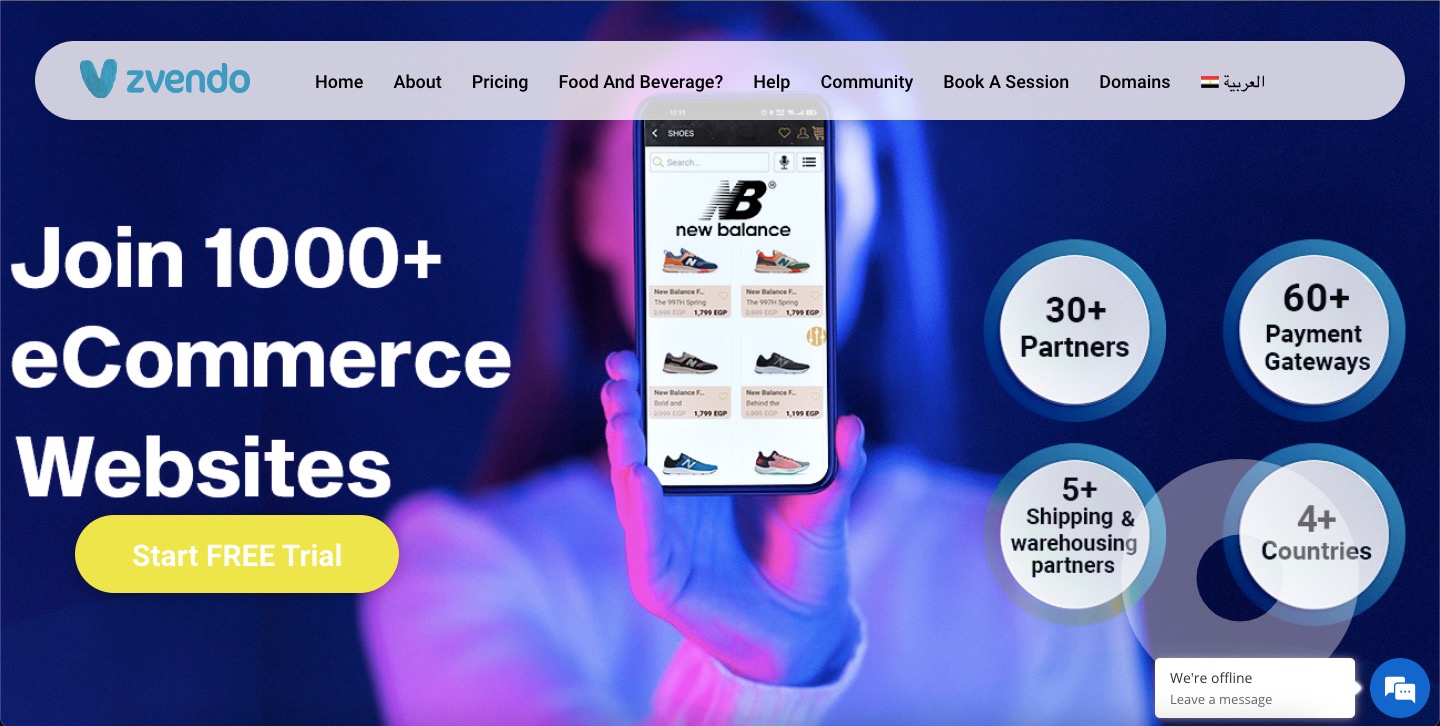 zvendo
Home
About
Pricing
Food And Beverage?
Help
Community
Book A Session
Domains
العربية
11:11
SHOES
Search...
NB®
new balance
New Balance F...
The 997H Spring
2,999 EGP 1,799 EGP
New Balance F...
The 997H Spring
2,999 EGP 1,799 EGP
New Balance F...
Bold and
2,999 EGP 1,799 EGP
New Balance F...
Behind the
1,999 EGP 1,199 EGP
Join 1000+
eCommerce
Websites
Start FREE Trial
30+
Partners
60+
Payment
Gateways
5+
Shipping &
warehousing
partners
4+
Countries
We're offline
Leave a message